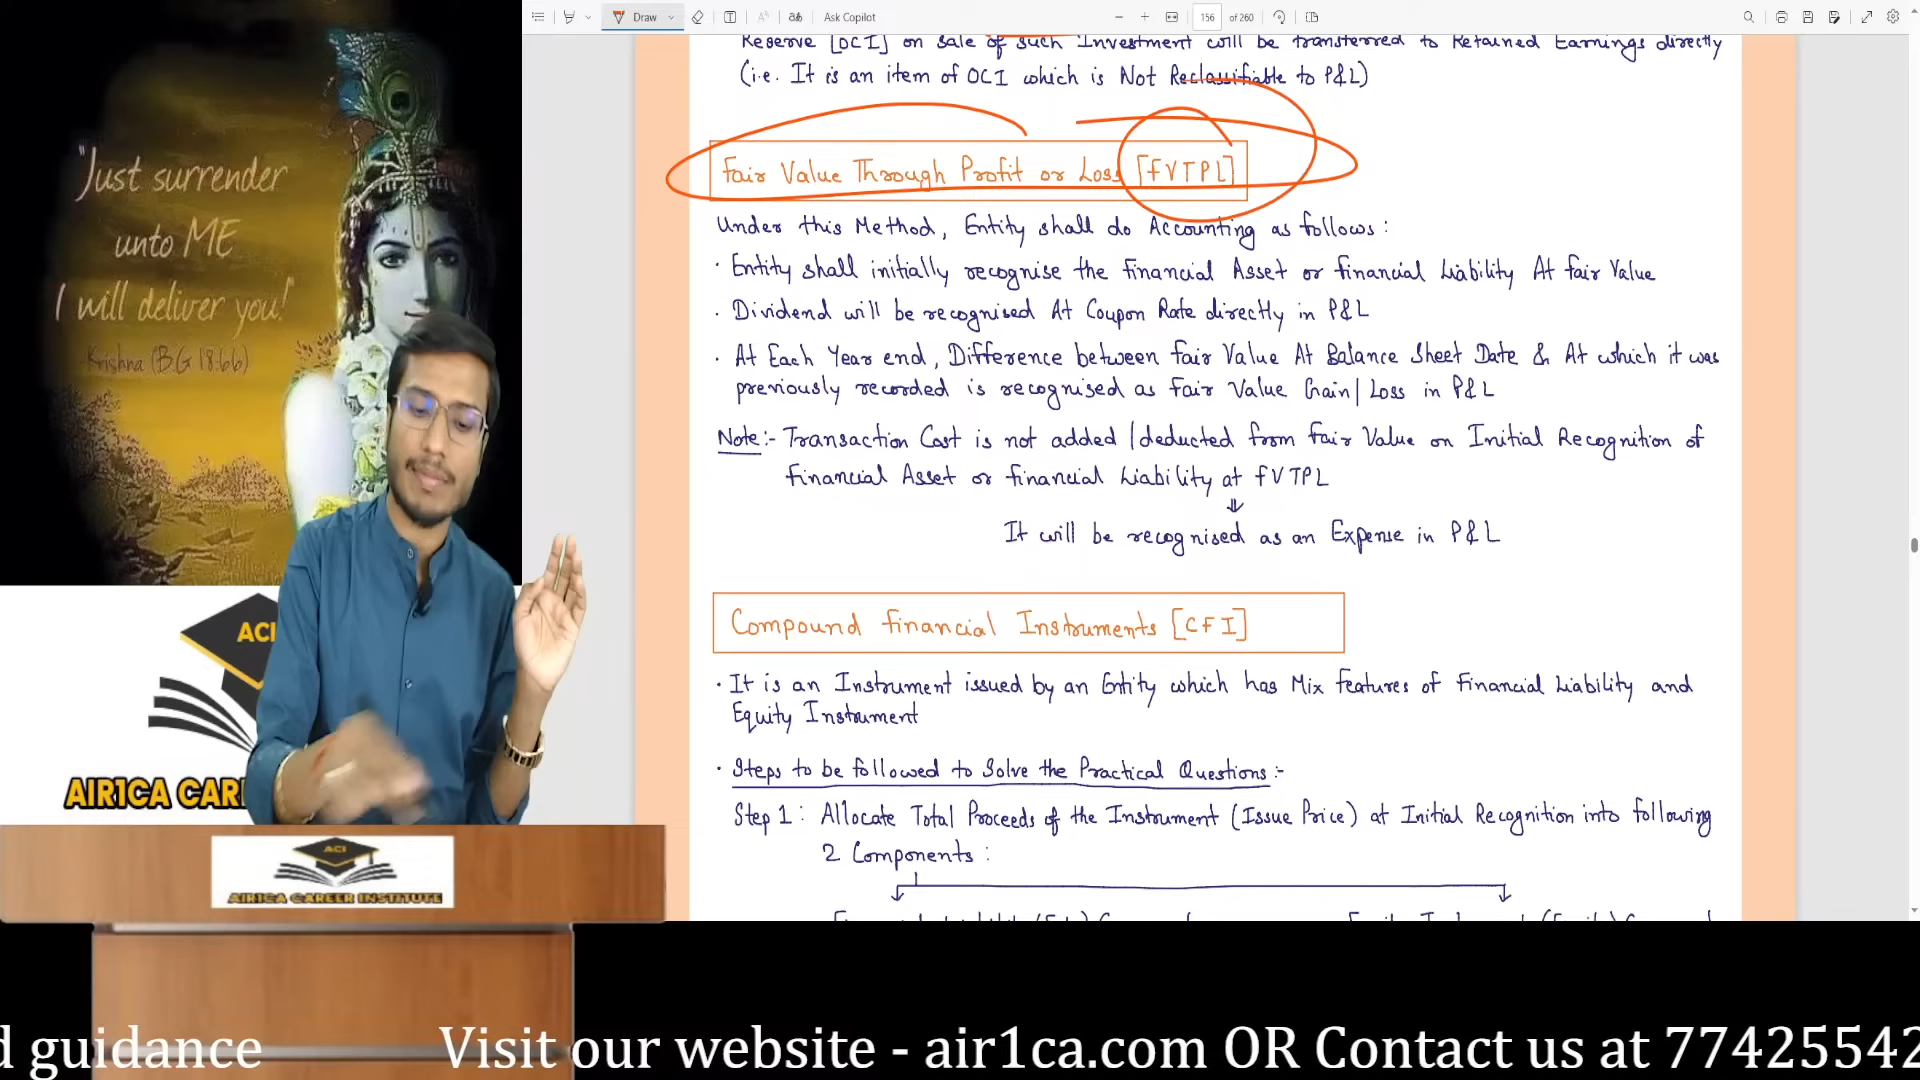 Draw
Ask Copilot
156 of 260
Reserve [OCI] on Sale of such Investment will be transferred to Retained Earnings directly
(i.e. It is an item of OCI which is Not Reclassifiable to P&L)
"Just surrender
unto ME
I will deliver you!"
- Krishna (B.G 18:66)
Fair Value Through Profit or Loss [FVTPL]
Under this Method, Entity shall do Accounting as follows:
· Entity shall initially recognise the Financial Asset or Financial Liability At Fair Value
· Dividend will be recognised At Coupon Rate directly in P&L
· At Each Year end, Difference between Fair Value At Balance Sheet Date & At which it was
previously recorded is recognised as Fair Value Gain/Loss in P&L
Note:- Transaction Cost is not added/deducted from Fair Value on Initial Recognition of
Financial Asset or Financial Liability at FVTPL
It will be recognised as an Expense in P&L
Compound Financial Instruments [CFI]
· It is an Instrument issued by an Entity which has Mix features of Financial Liability and
Equity Instrument
· Steps to be followed to Solve the Practical Questions:-
Step 1: Allocate Total Proceeds of the Instrument (Issue Price) at Initial Recognition into following
2 Components:
ACI
AIR1CA CAR
ACI
AIR1CA CAREER INSTITUTE
d guidance
Visit our website - air1ca.com OR Contact us at 77425542